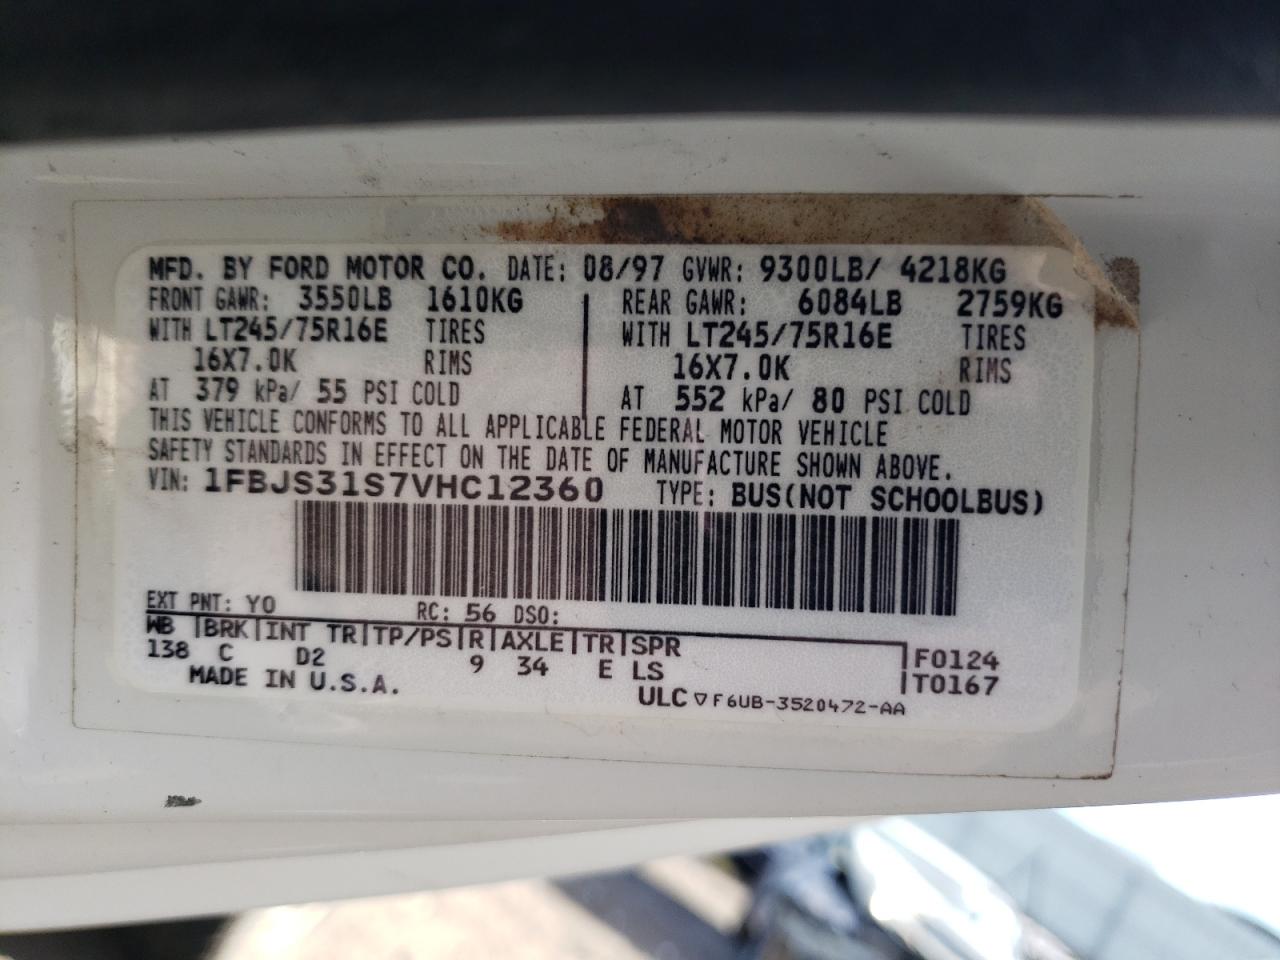 MFD. BY FORD MOTOR CO. DATE: 08/97 GVWR: 9300LB/ 4218KG
FRONT GAWR: 3550LB 1610KG
WITH LT245/75R16E TIRES
16X7.0K RIMS
AT 379 kPa/ 55 PSI COLD
REAR GAWR: 6084LB 2759KG
WITH LT245/75R16E TIRES
16X7.0K RIMS
AT 552 kPa/ 80 PSI COLD
THIS VEHICLE CONFORMS TO ALL APPLICABLE FEDERAL MOTOR VEHICLE
SAFETY STANDARDS IN EFFECT ON THE DATE OF MANUFACTURE SHOWN ABOVE.
VIN: 1FBJS31S7VHC12360 TYPE: BUS(NOT SCHOOLBUS)
EXT PNT: YO RC: 56 DSO:
WB |BRK|INT TR|TP/PS|R|AXLE|TR|SPR
138 C D2 9 34 E LS
F0124
T0167
MADE IN U.S.A.
ULC ▽F6UB-3520472-AA